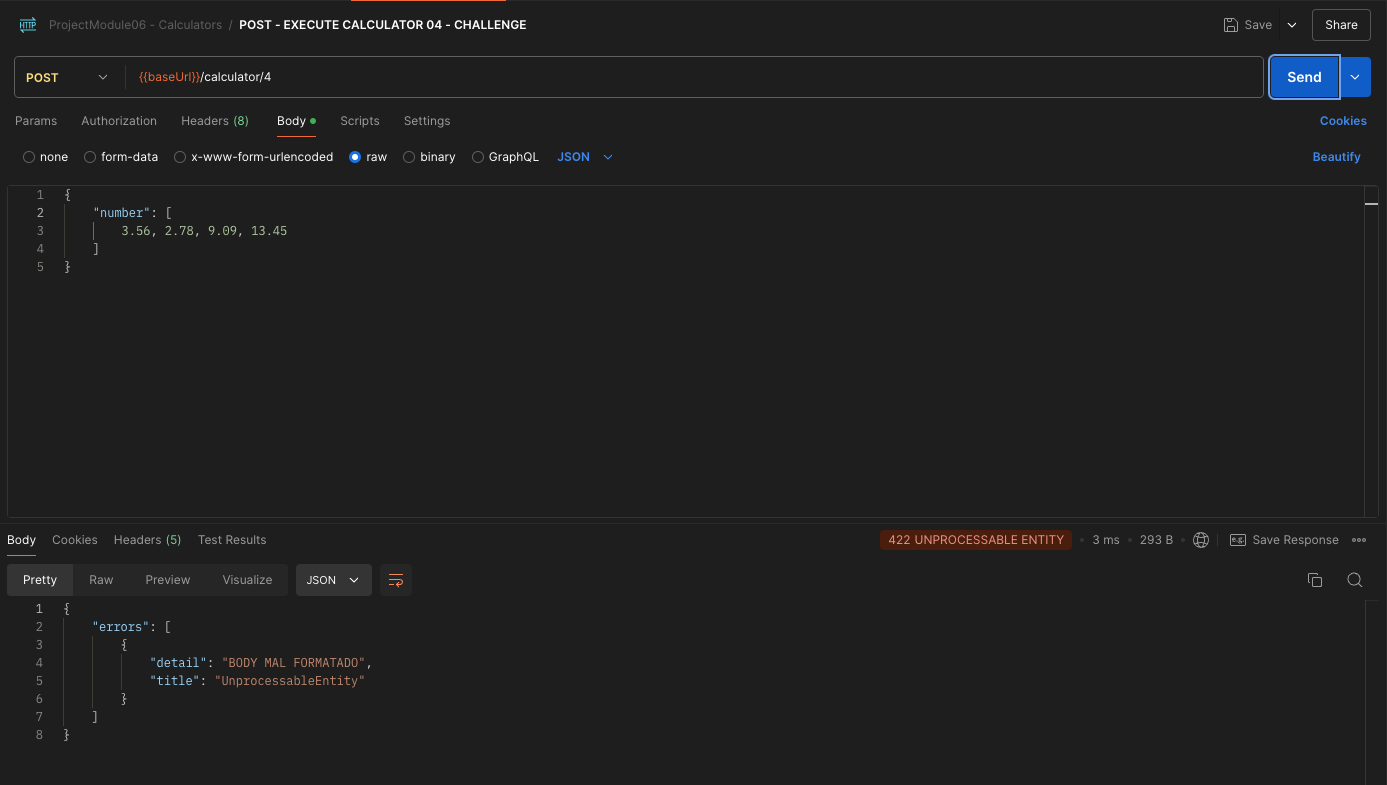 HTTP ProjectModule06 - Calculators / POST - EXECUTE CALCULATOR 04 - CHALLENGE Save Share
POST {{baseUrl}}/calculator/4 Send
Params Authorization Headers (8) Body Scripts Settings Cookies
none form-data x-www-form-urlencoded raw binary GraphQL JSON Beautify
1 {
2 "number": [
3 3.56, 2.78, 9.09, 13.45
4 ]
5 }
Body Cookies Headers (5) Test Results 422 UNPROCESSABLE ENTITY • 3 ms • 293 B • e.g. Save Response
Pretty Raw Preview Visualize JSON
1 {
2 "errors": [
3 {
4 "detail": "BODY MAL FORMATADO",
5 "title": "UnprocessableEntity"
6 }
7 ]
8 }